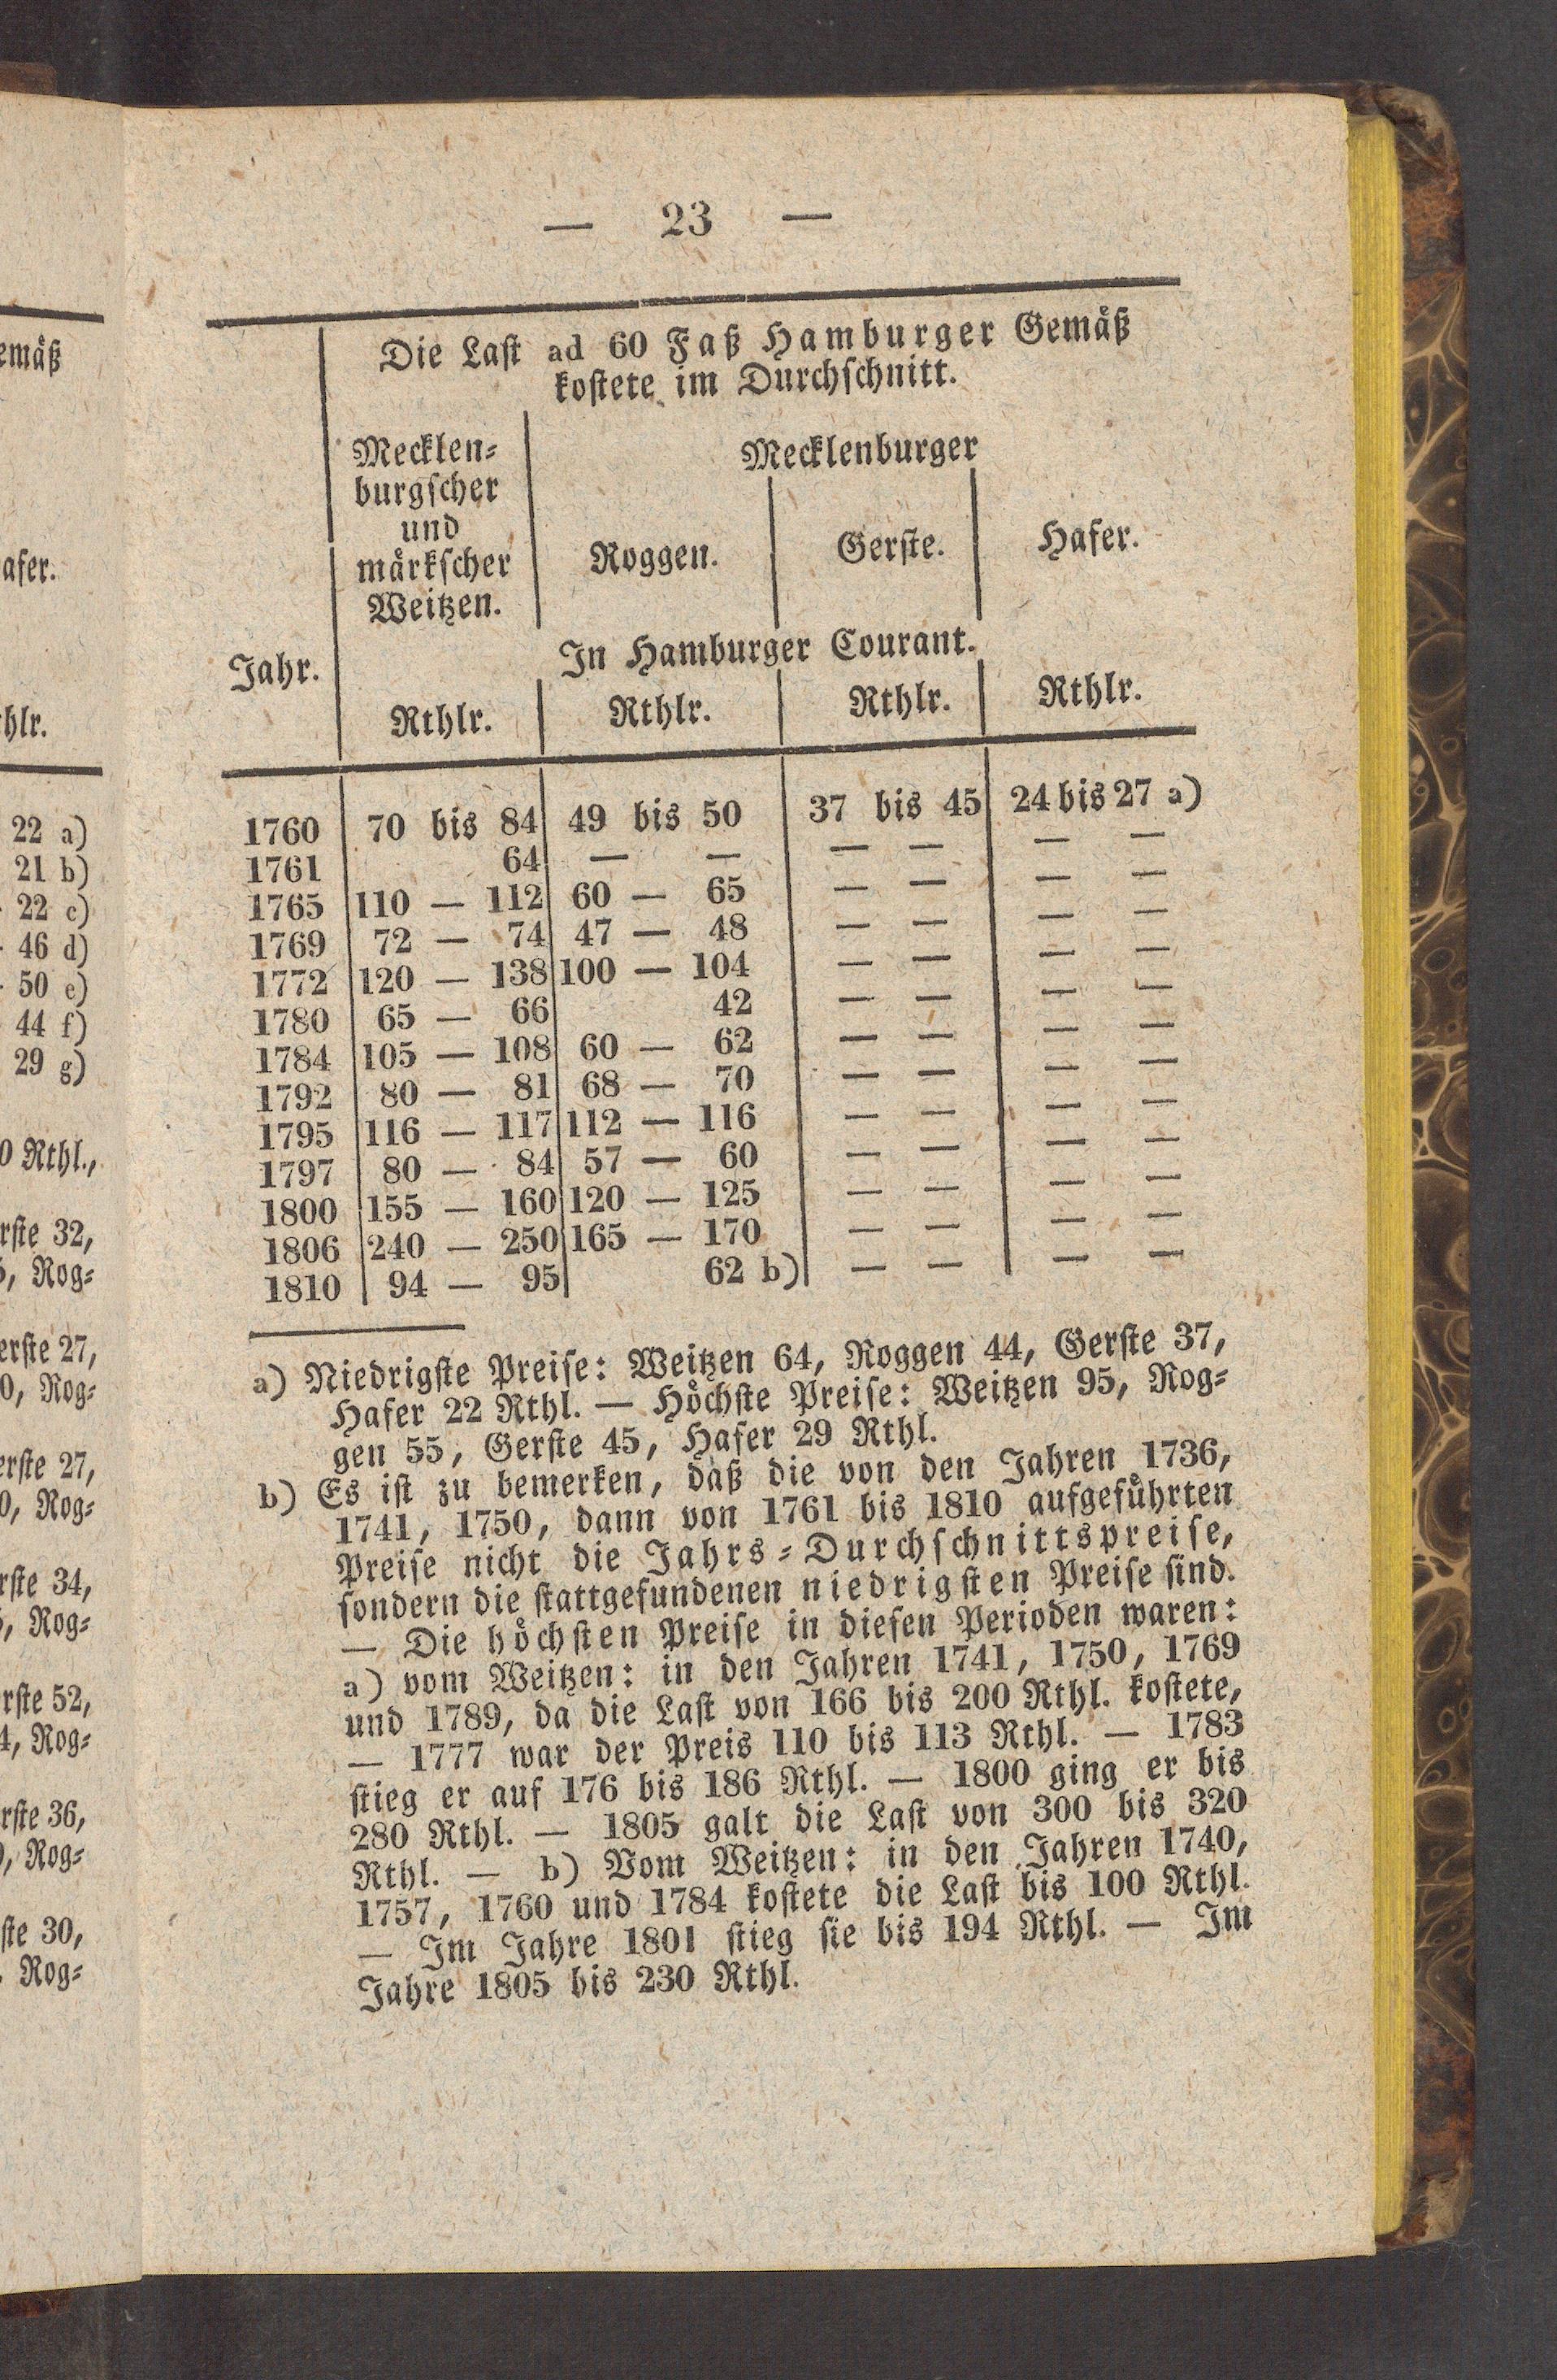 — 23 —
Die Last ad 60 Faß Hamburger Gemäß
kostete im Durchschnitt.
Mecklenburger
Mecklen-
burgscher
und
märkscher
Weitzen.
Roggen.
Gerste.
Hafer.
In Hamburger Courant.
Jahr.
Rthlr. Rthlr. Rthlr. Rthlr.
1760 70 bis 84 49 bis 50 37 bis 45 24 bis 27 a)
1761 64 — — — — — —
1765 110 — 112 60 — 65 — — — —
1769 72 — 74 47 — 48 — — — —
1772 120 — 138 100 — 104 — — — —
1780 65 — 66 42 — — — —
1784 105 — 108 60 — 62 — — — —
1792 80 — 81 68 — 70 — — — —
1795 116 — 117 112 — 116 — — — —
1797 80 — 84 57 — 60 — — — —
1800 155 — 160 120 — 125 — — — —
1806 240 — 250 165 — 170 — — — —
1810 94 — 95 62 b) — — — —
a) Niedrigste Preise: Weitzen 64, Roggen 44, Gerste 37,
Hafer 22 Rthl. — Höchste Preise: Weitzen 95, Rog-
gen 55, Gerste 45, Hafer 29 Rthl.
b) Es ist zu bemerken, daß die von den Jahren 1736,
1741, 1750, dann von 1761 bis 1810 aufgeführten
Preise nicht die Jahrs-Durchschnittspreise,
sondern die stattgefundenen niedrigsten Preise sind.
— Die höchsten Preise in diesen Perioden waren:
a) vom Weitzen: in den Jahren 1741, 1750, 1769
und 1789, da die Last von 166 bis 200 Rthl. kostete,
— 1777 war der Preis 110 bis 113 Rthl. — 1783
stieg er auf 176 bis 186 Rthl. — 1800 ging er bis
280 Rthl. — 1805 galt die Last von 300 bis 320
Rthl. — b) Vom Weitzen: in den Jahren 1740,
1757, 1760 und 1784 kostete die Last bis 100 Rthl.
— Im Jahre 1801 stieg sie bis 194 Rthl. — Im
Jahre 1805 bis 230 Rthl.